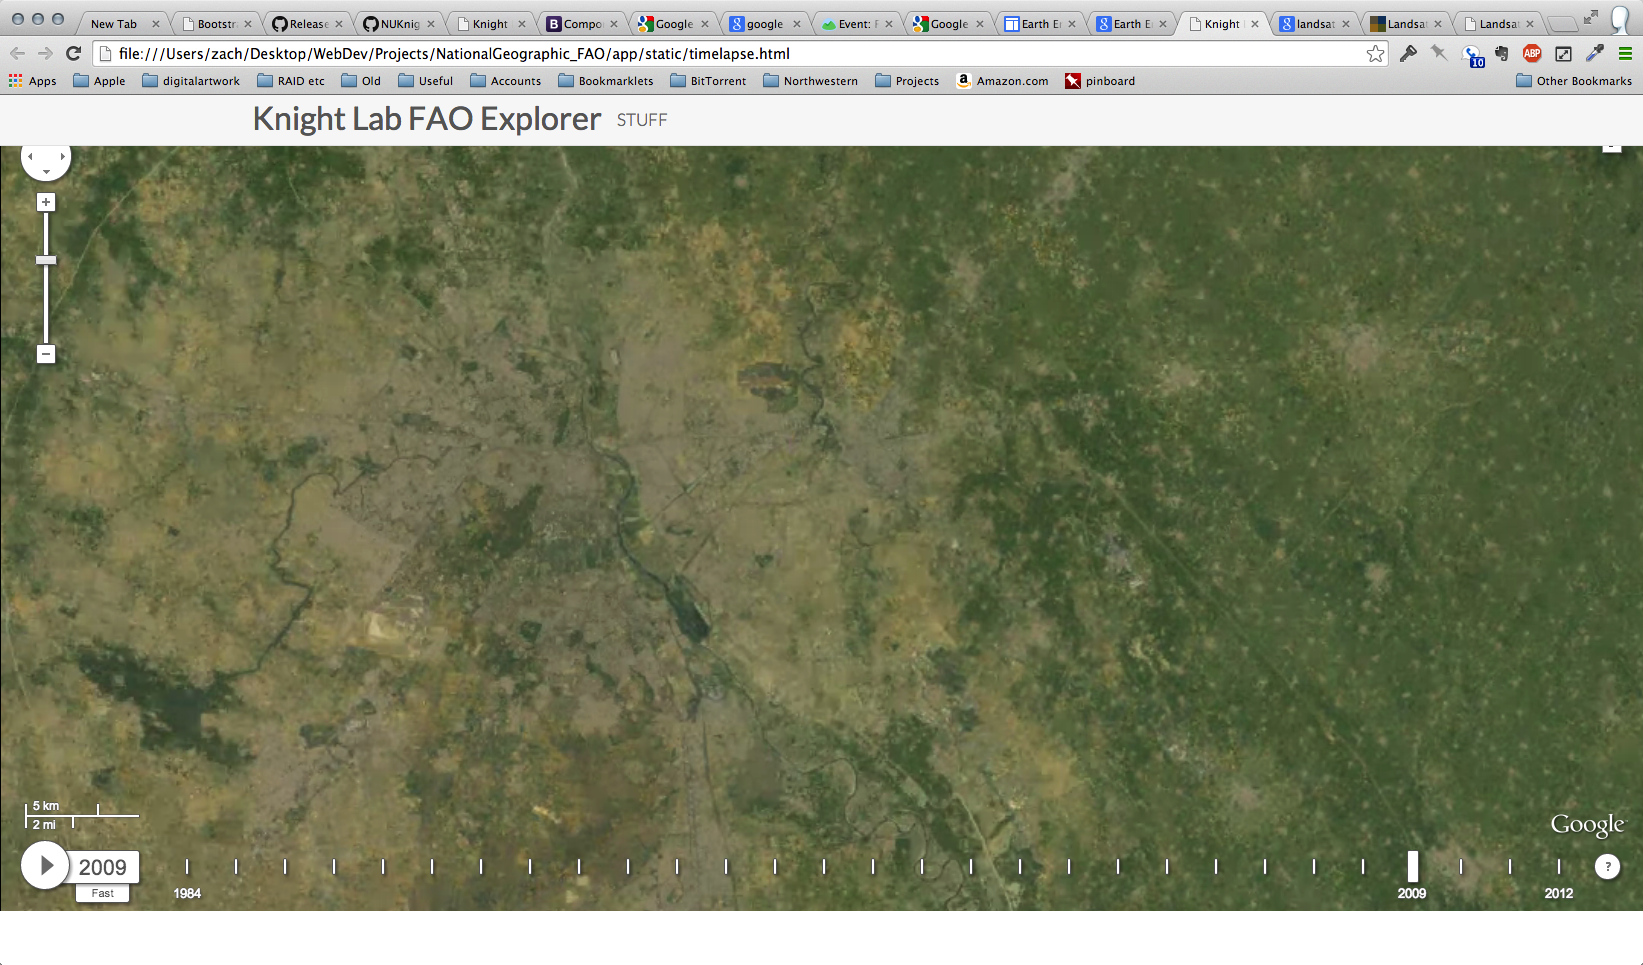 New Tab Bootstr Release NUKnig Knight Compo Google google Event: F Google Earth En Earth E Knight landsat Landsat Landsat
file:///Users/zach/Desktop/WebDev/Projects/NationalGeographic_FAO/app/static/timelapse.html
10 ABP
Apps Apple digitalartwork RAID etc Old Useful Accounts Bookmarklets BitTorrent Northwestern Projects Amazon.com pinboard Other Bookmarks
Knight Lab FAO Explorer STUFF
+
−
5 km
2 mi
Google
2009
Fast
1984 2009 2012
?